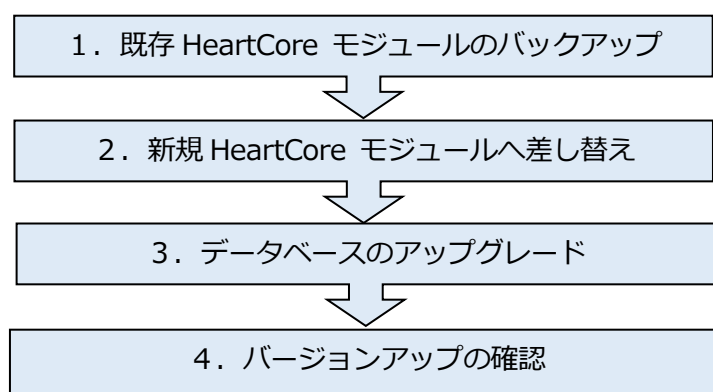 １．既存 HeartCore モジュールのバックアップ
２．新規 HeartCore モジュールへ差し替え
３．データベースのアップグレード
４．バージョンアップの確認